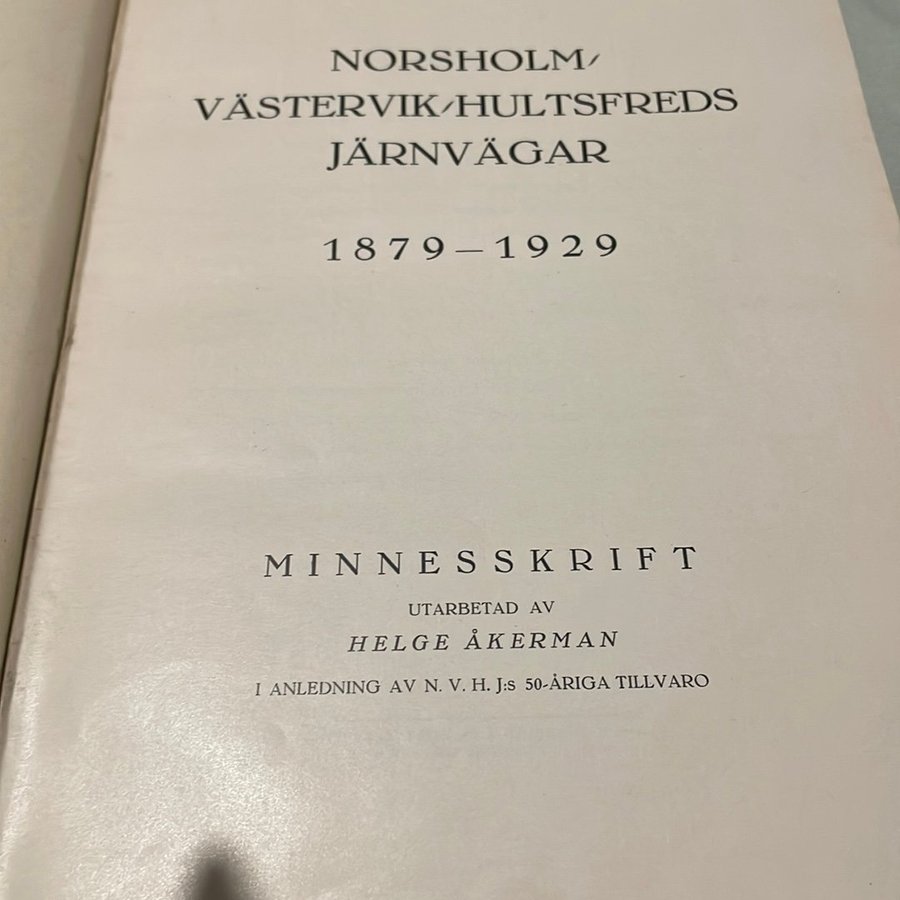 NORSHOLM-
VÄSTERVIK-HULTSFREDS
JÄRNVÄGAR
1879—1929
MINNESSKRIFT
UTARBETAD AV
HELGE ÅKERMAN
I ANLEDNING AV N. V. H. J:s 50-ÅRIGA TILLVARO